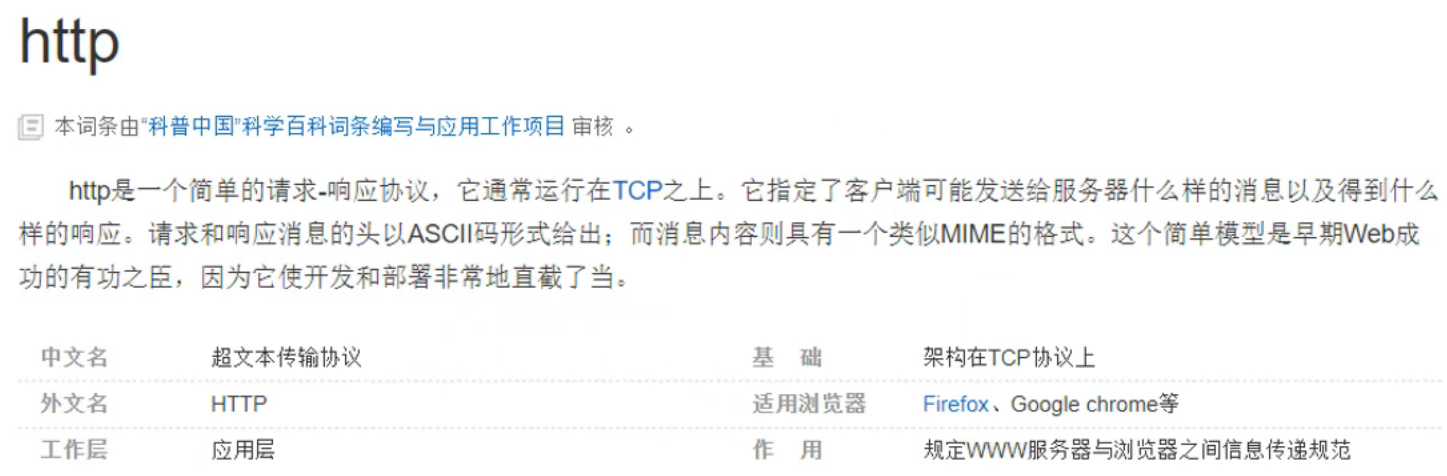 http
本词条由“科普中国”科学百科词条编写与应用工作项目 审核 。
http是一个简单的请求-响应协议，它通常运行在TCP之上。它指定了客户端可能发送给服务器什么样的消息以及得到什么
样的响应。请求和响应消息的头以ASCII码形式给出；而消息内容则具有一个类似MIME的格式。这个简单模型是早期Web成
功的有功之臣，因为它使开发和部署非常地直截了当。
中文名 超文本传输协议 基 础 架构在TCP协议上
外文名 HTTP 适用浏览器 Firefox、Google chrome等
工作层 应用层 作 用 规定WWW服务器与浏览器之间信息传递规范